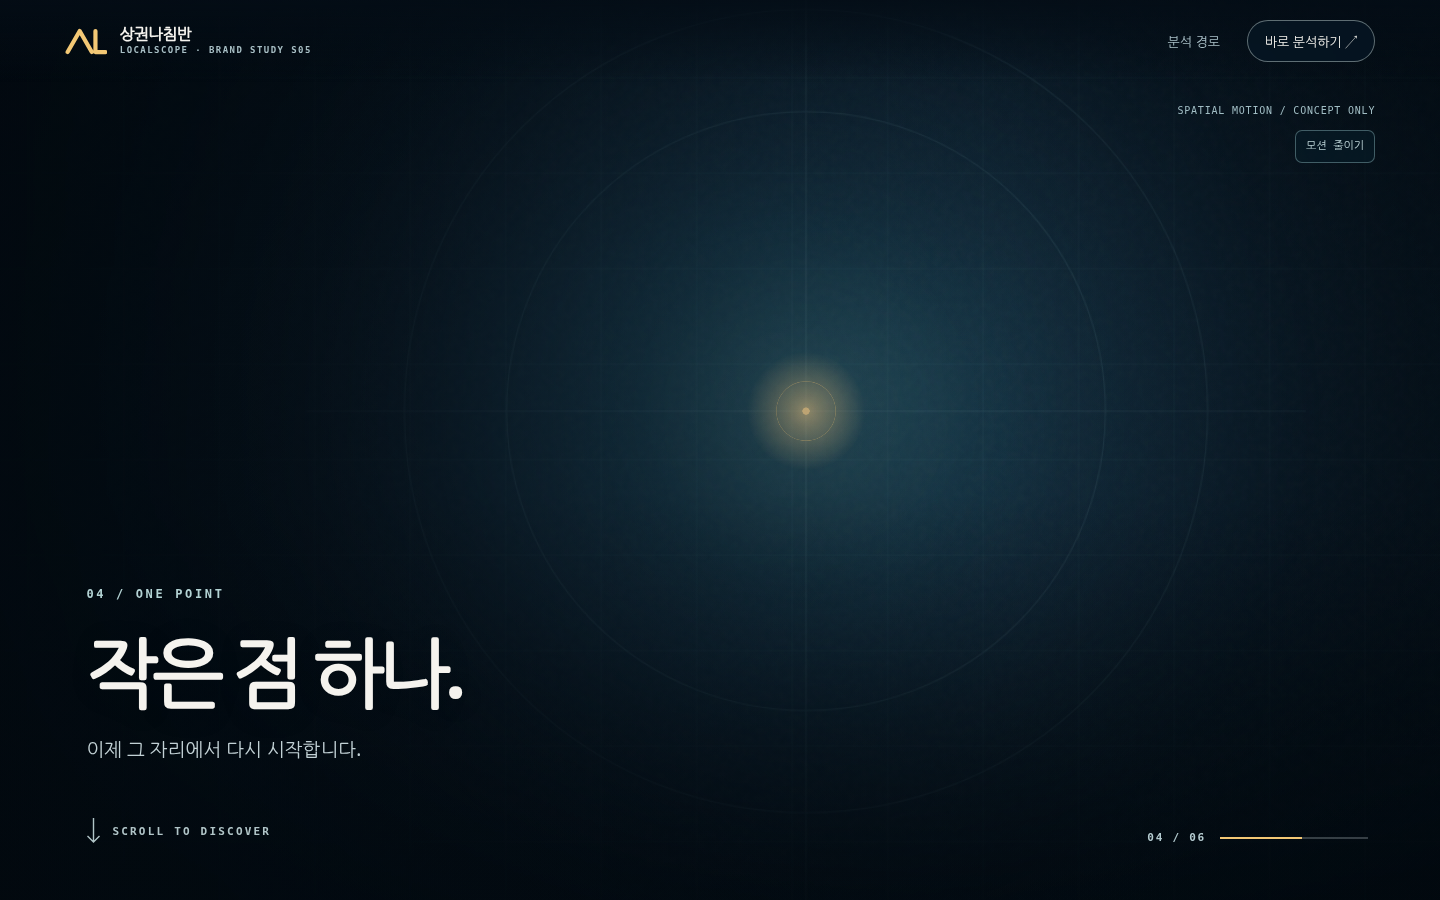 상권나침반
LOCALSCOPE · BRAND STUDY S05
분석 경로
바로 분석하기 ↗
SPATIAL MOTION / CONCEPT ONLY
모션 줄이기
04 / ONE POINT
작은 점 하나.
이제 그 자리에서 다시 시작합니다.
↓ SCROLL TO DISCOVER
04 / 06